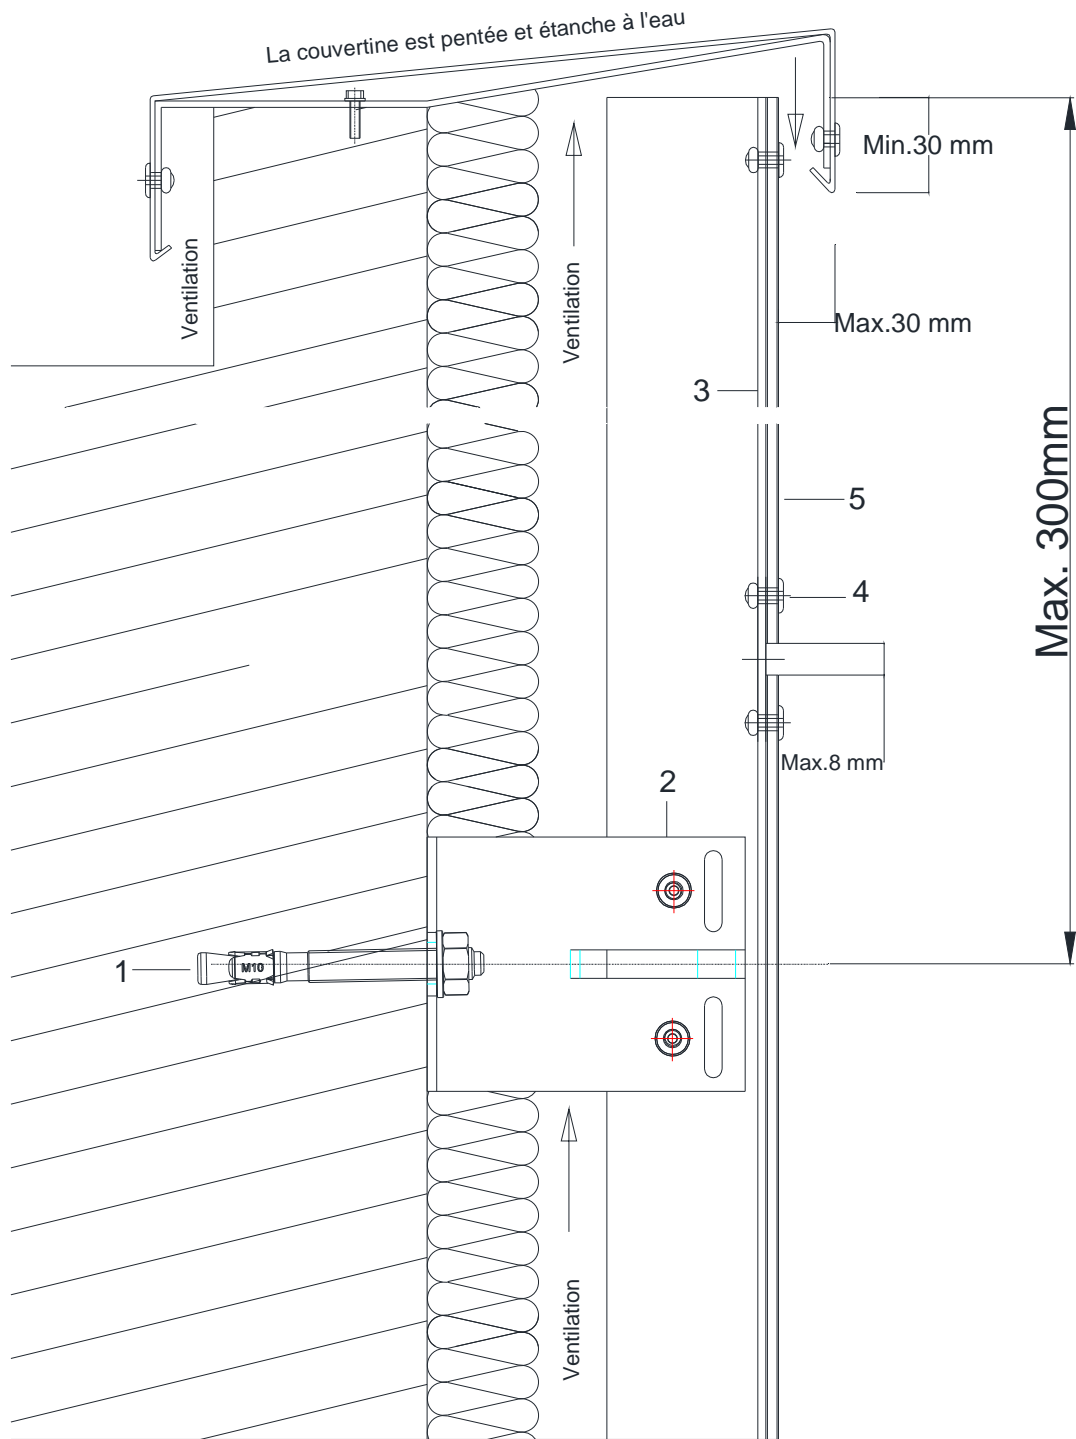 La couvertine est pentée et étanche à l'eau
Min.30 mm
Ventilation
Ventilation
Max.30 mm
3
Max. 300mm
5
4
Max.8 mm
2
1
M10
Ventilation